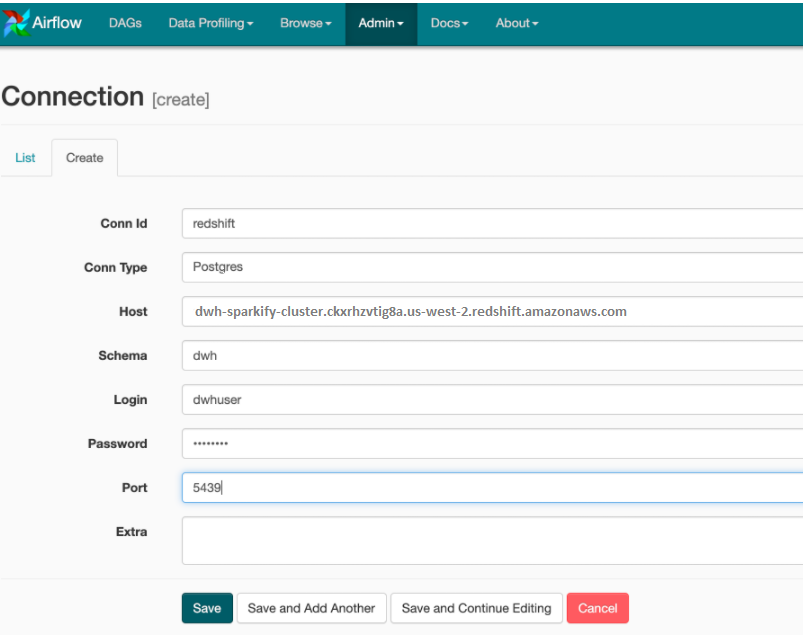 Airflow DAGs Data Profiling Browse Admin Docs About
Connection [create]
List Create
Conn Id redshift
Conn Type Postgres
Host dwh-sparkify-cluster.ckxrhzvtig8a.us-west-2.redshift.amazonaws.com
Schema dwh
Login dwhuser
Password ••••••••
Port 5439
Extra
Save Save and Add Another Save and Continue Editing Cancel